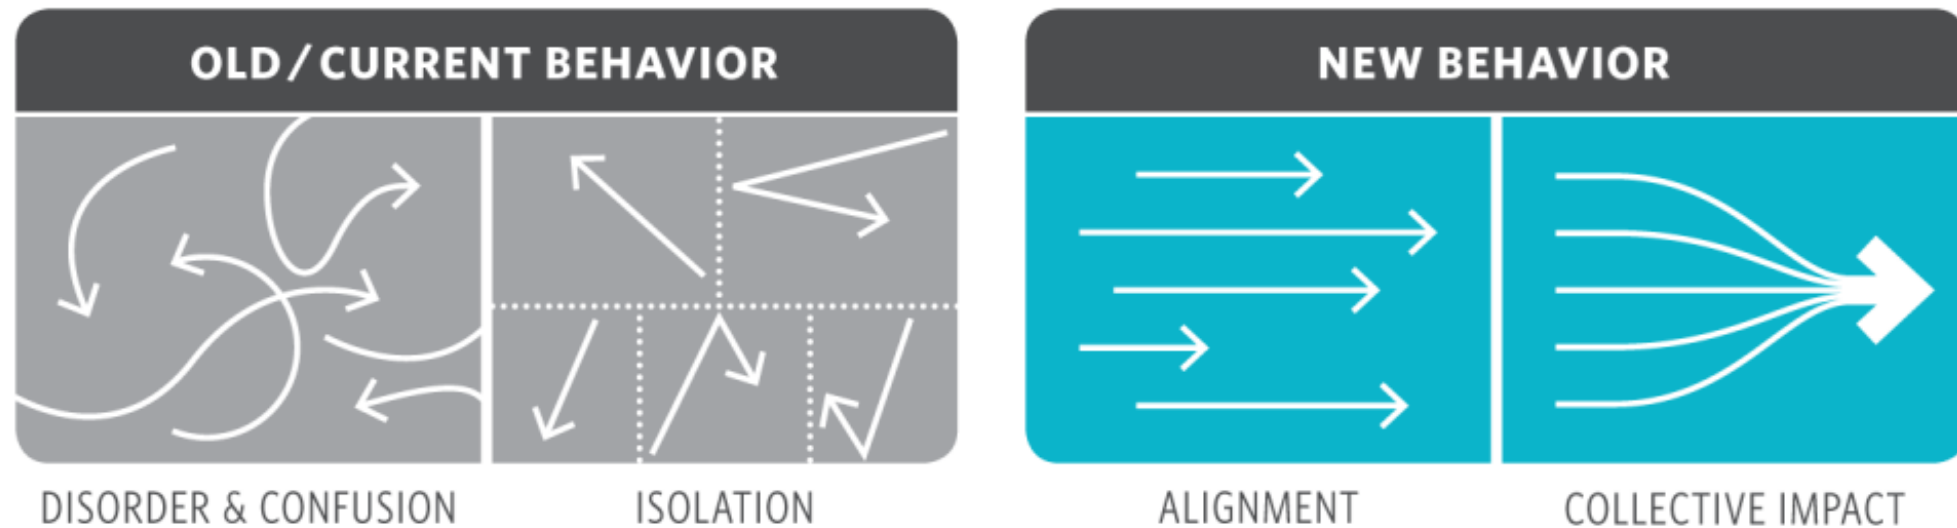 OLD / CURRENT BEHAVIOR
NEW BEHAVIOR
DISORDER & CONFUSION
ISOLATION
ALIGNMENT
COLLECTIVE IMPACT